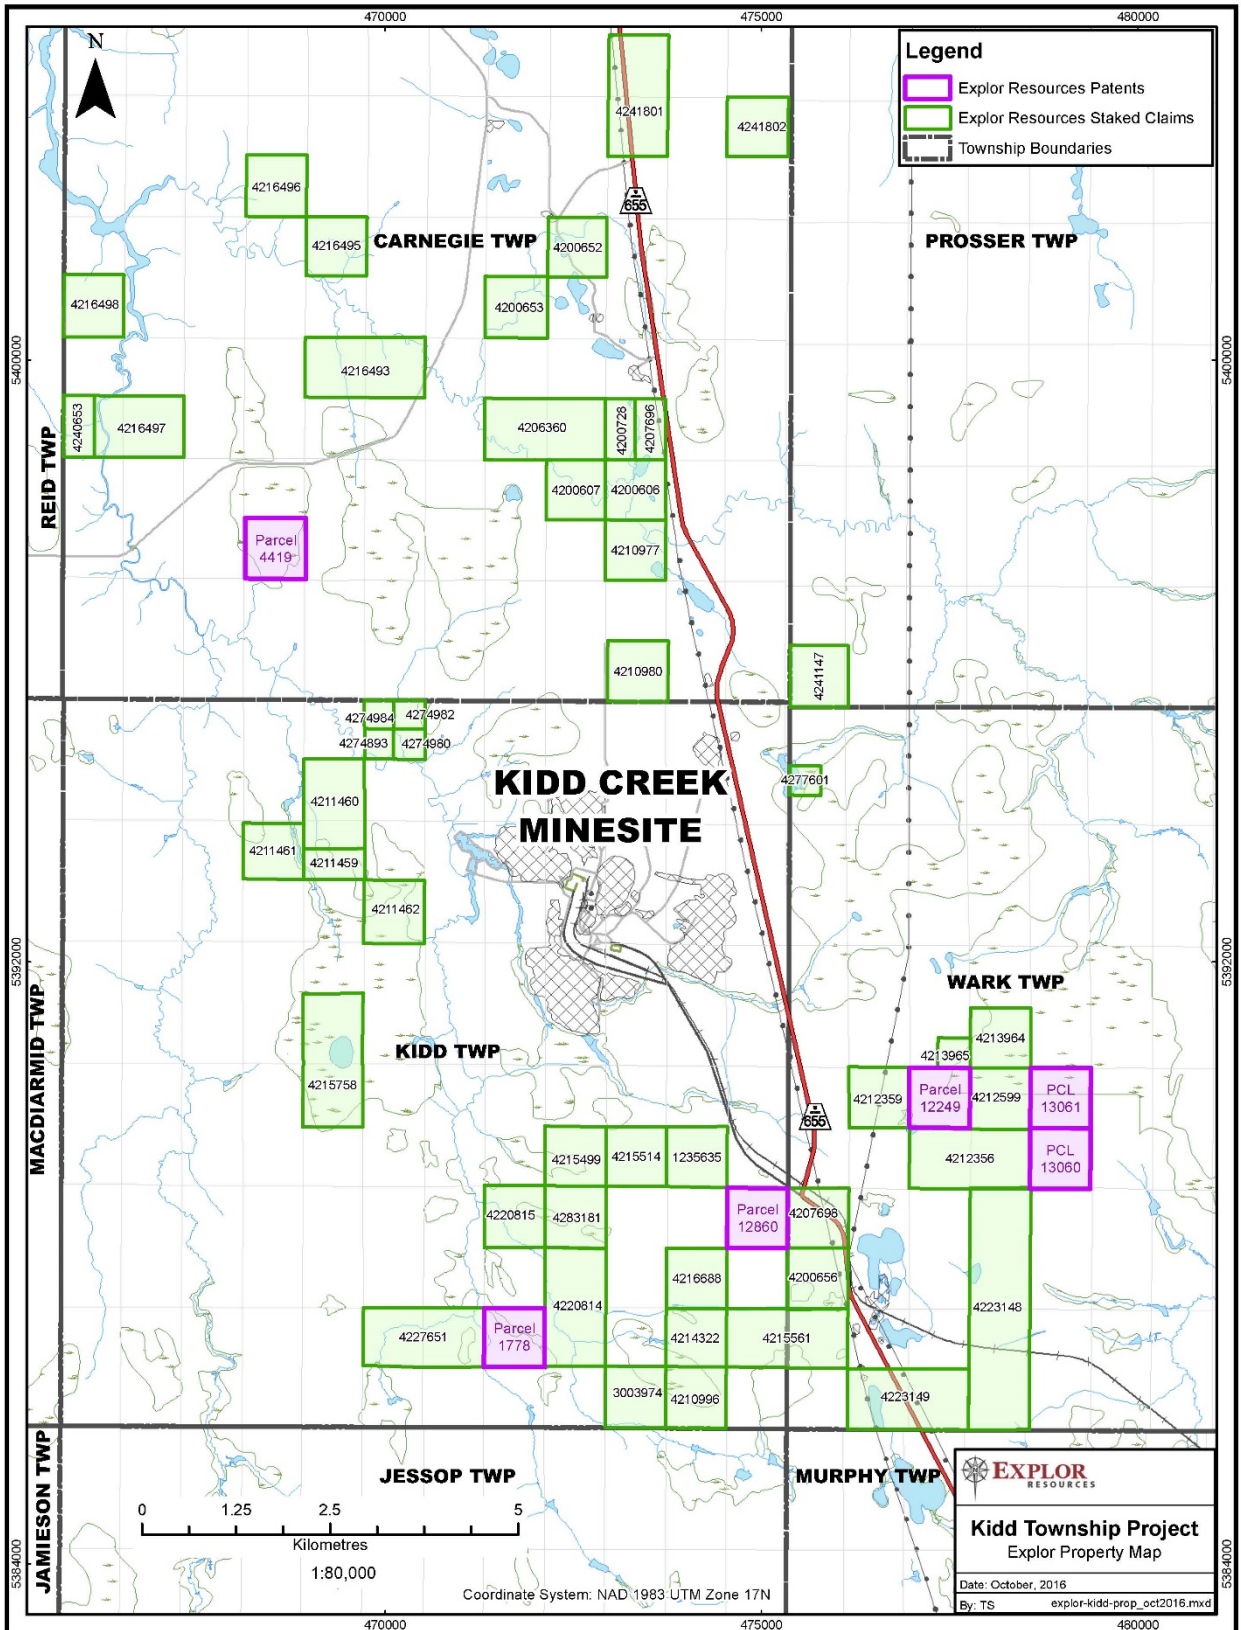 470000
475000
480000
N
Legend
Explor Resources Patents
Explor Resources Staked Claims
Township Boundaries
4241801
4241802
4216496
655
4216495
CARNEGIE TWP
4200652
PROSSER TWP
4216498
4200653
5400000
5400000
4216493
4240653
4216497
4206360
4200728
4207696
REID TWP
4200607
4200606
Parcel
4419
4210977
4210980
4241147
4274984
4274982
4274893
4274980
KIDD CREEK
MINESITE
4277601
4211460
4211461
4211459
4211462
5392000
5392000
WARK TWP
MACDIARMID TWP
4213964
KIDD TWP
4213965
4215758
4212359
Parcel
12249
4212599
PCL
13061
655
4215499
4215514
1235635
4212356
PCL
13060
4220815
4283181
Parcel
12860
4207698
4216688
4200656
4220814
4223148
4227651
Parcel
1778
4214322
4215561
3003974
4210996
4223149
JAMIESON TWP
JESSOP TWP
MURPHY TWP
EXPLOR
RESOURCES
0 1.25 2.5 5
Kilometres
1:80,000
Kidd Township Project
Explor Property Map
5384000
5384000
Coordinate System: NAD 1983 UTM Zone 17N
Date: October, 2016
By: TS explor-kidd-prop_oct2016.mxd
470000
475000
480000